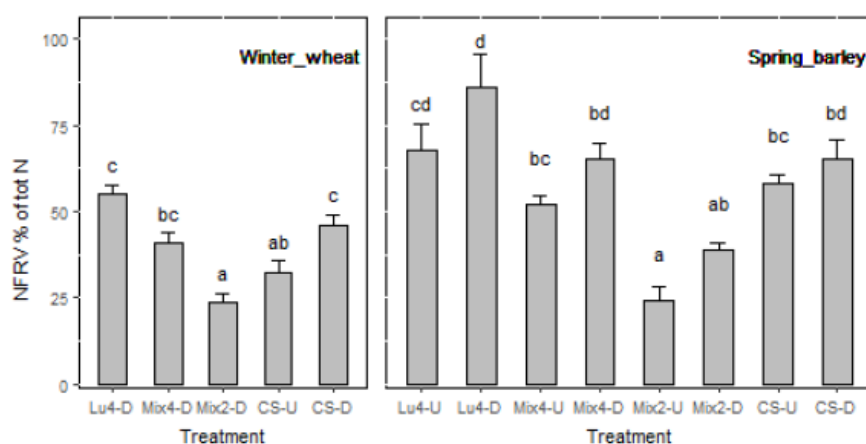 NFRV % of tot N
100
75
50
25
0
Winter_wheat
c
bc
a
ab
c
Lu4-D Mix4-D Mix2-D CS-U CS-D
Treatment
Spring_barley
cd
d
bc
bd
a
ab
bc
bd
Lu4-U Lu4-D Mix4-U Mix4-D Mix2-U Mix2-D CS-U CS-D
Treatment